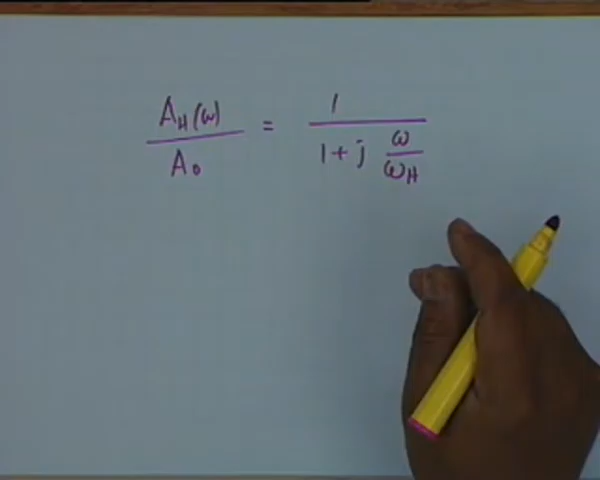 A_H(ω) / A_0 = 1 / (1 + j ω/ω_H)